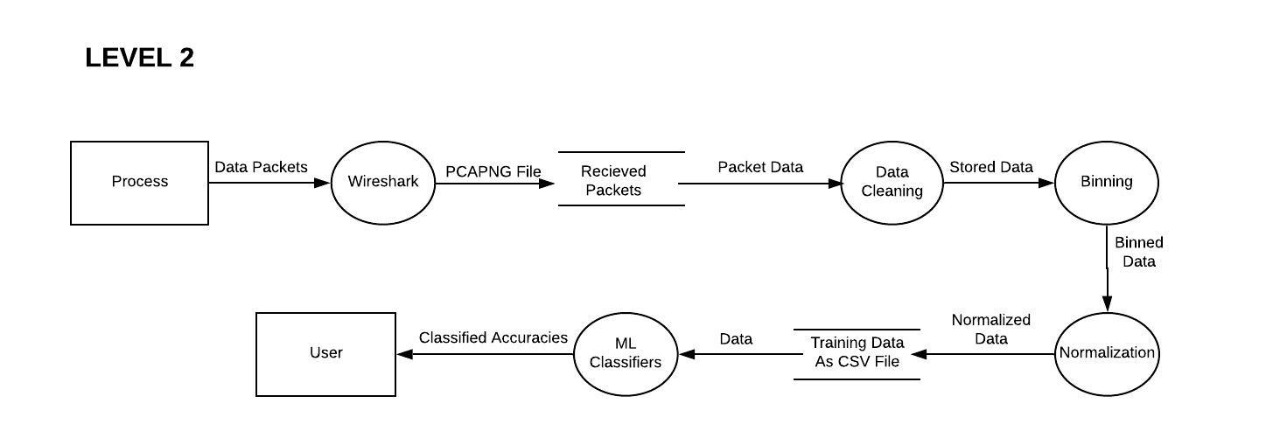 LEVEL 2
Process
Data Packets
Wireshark
PCAPNG File
Recieved
Packets
Packet Data
Data
Cleaning
Stored Data
Binning
Binned
Data
Normalization
Normalized
Data
Training Data
As CSV File
Data
ML
Classifiers
Classified Accuracies
User